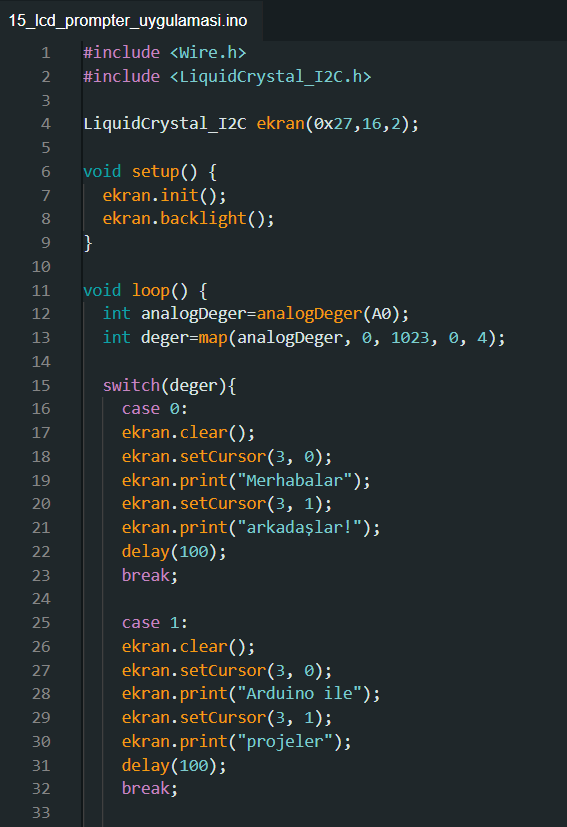 15_lcd_prompter_uygulamasi.ino
1 #include <Wire.h>
2 #include <LiquidCrystal_I2C.h>
3
4 LiquidCrystal_I2C ekran(0x27,16,2);
5
6 void setup() {
7   ekran.init();
8   ekran.backlight();
9 }
10
11 void loop() {
12   int analogDeger=analogDeger(A0);
13   int deger=map(analogDeger, 0, 1023, 0, 4);
14
15   switch(deger){
16     case 0:
17     ekran.clear();
18     ekran.setCursor(3, 0);
19     ekran.print("Merhabalar");
20     ekran.setCursor(3, 1);
21     ekran.print("arkadaşlar!");
22     delay(100);
23     break;
24
25     case 1:
26     ekran.clear();
27     ekran.setCursor(3, 0);
28     ekran.print("Arduino ile");
29     ekran.setCursor(3, 1);
30     ekran.print("projeler");
31     delay(100);
32     break;
33